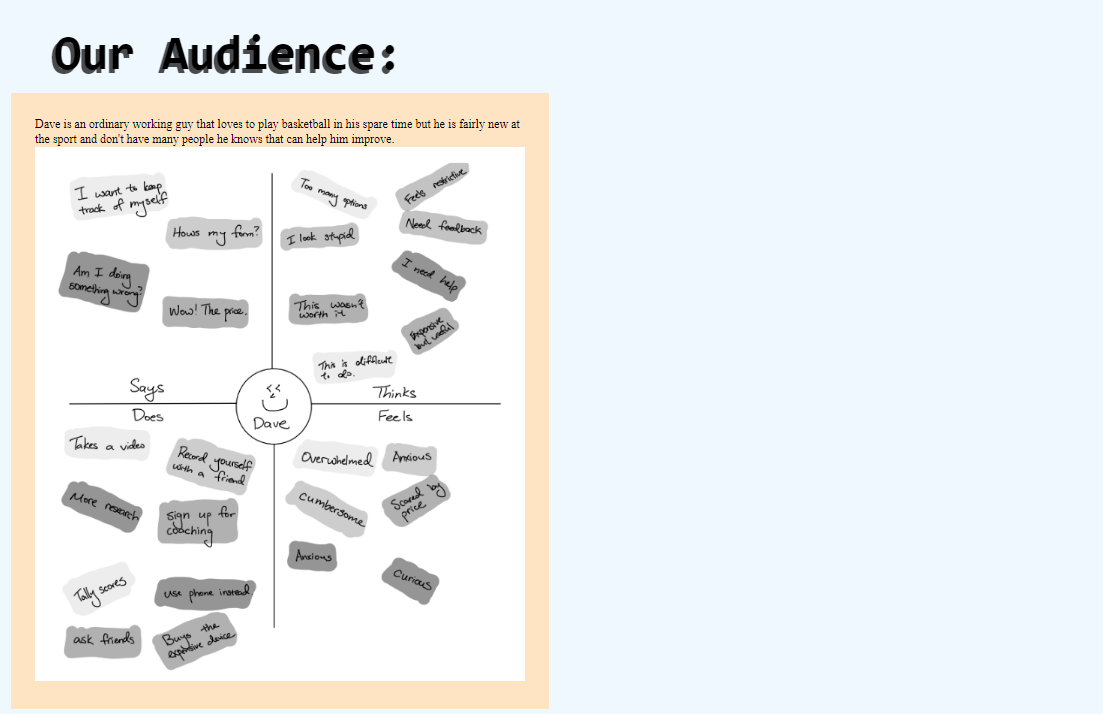 Our Audience:
Dave is an ordinary working guy that loves to play basketball in his spare time but he is fairly new at
the sport and don't have many people he knows that can help him improve.
I want to keep
track of myself
Hows my form?
Am I doing
something wrong?
Wow! The price.
Says
Too many options
Feels restrictive
Need feedback
I look stupid
I need help
This wasn't
worth it
Expensive
but useful
This is difficult
to do.
Thinks
Dave
Does
Takes a video
Record yourself
with a friend
More research
Sign up for
coaching
Tally scores
use phone instead
ask friends
Buys the
expensive device
Feels
Overwhelmed
Anxious
Cumbersome
Scared by
price
Anxious
Curious